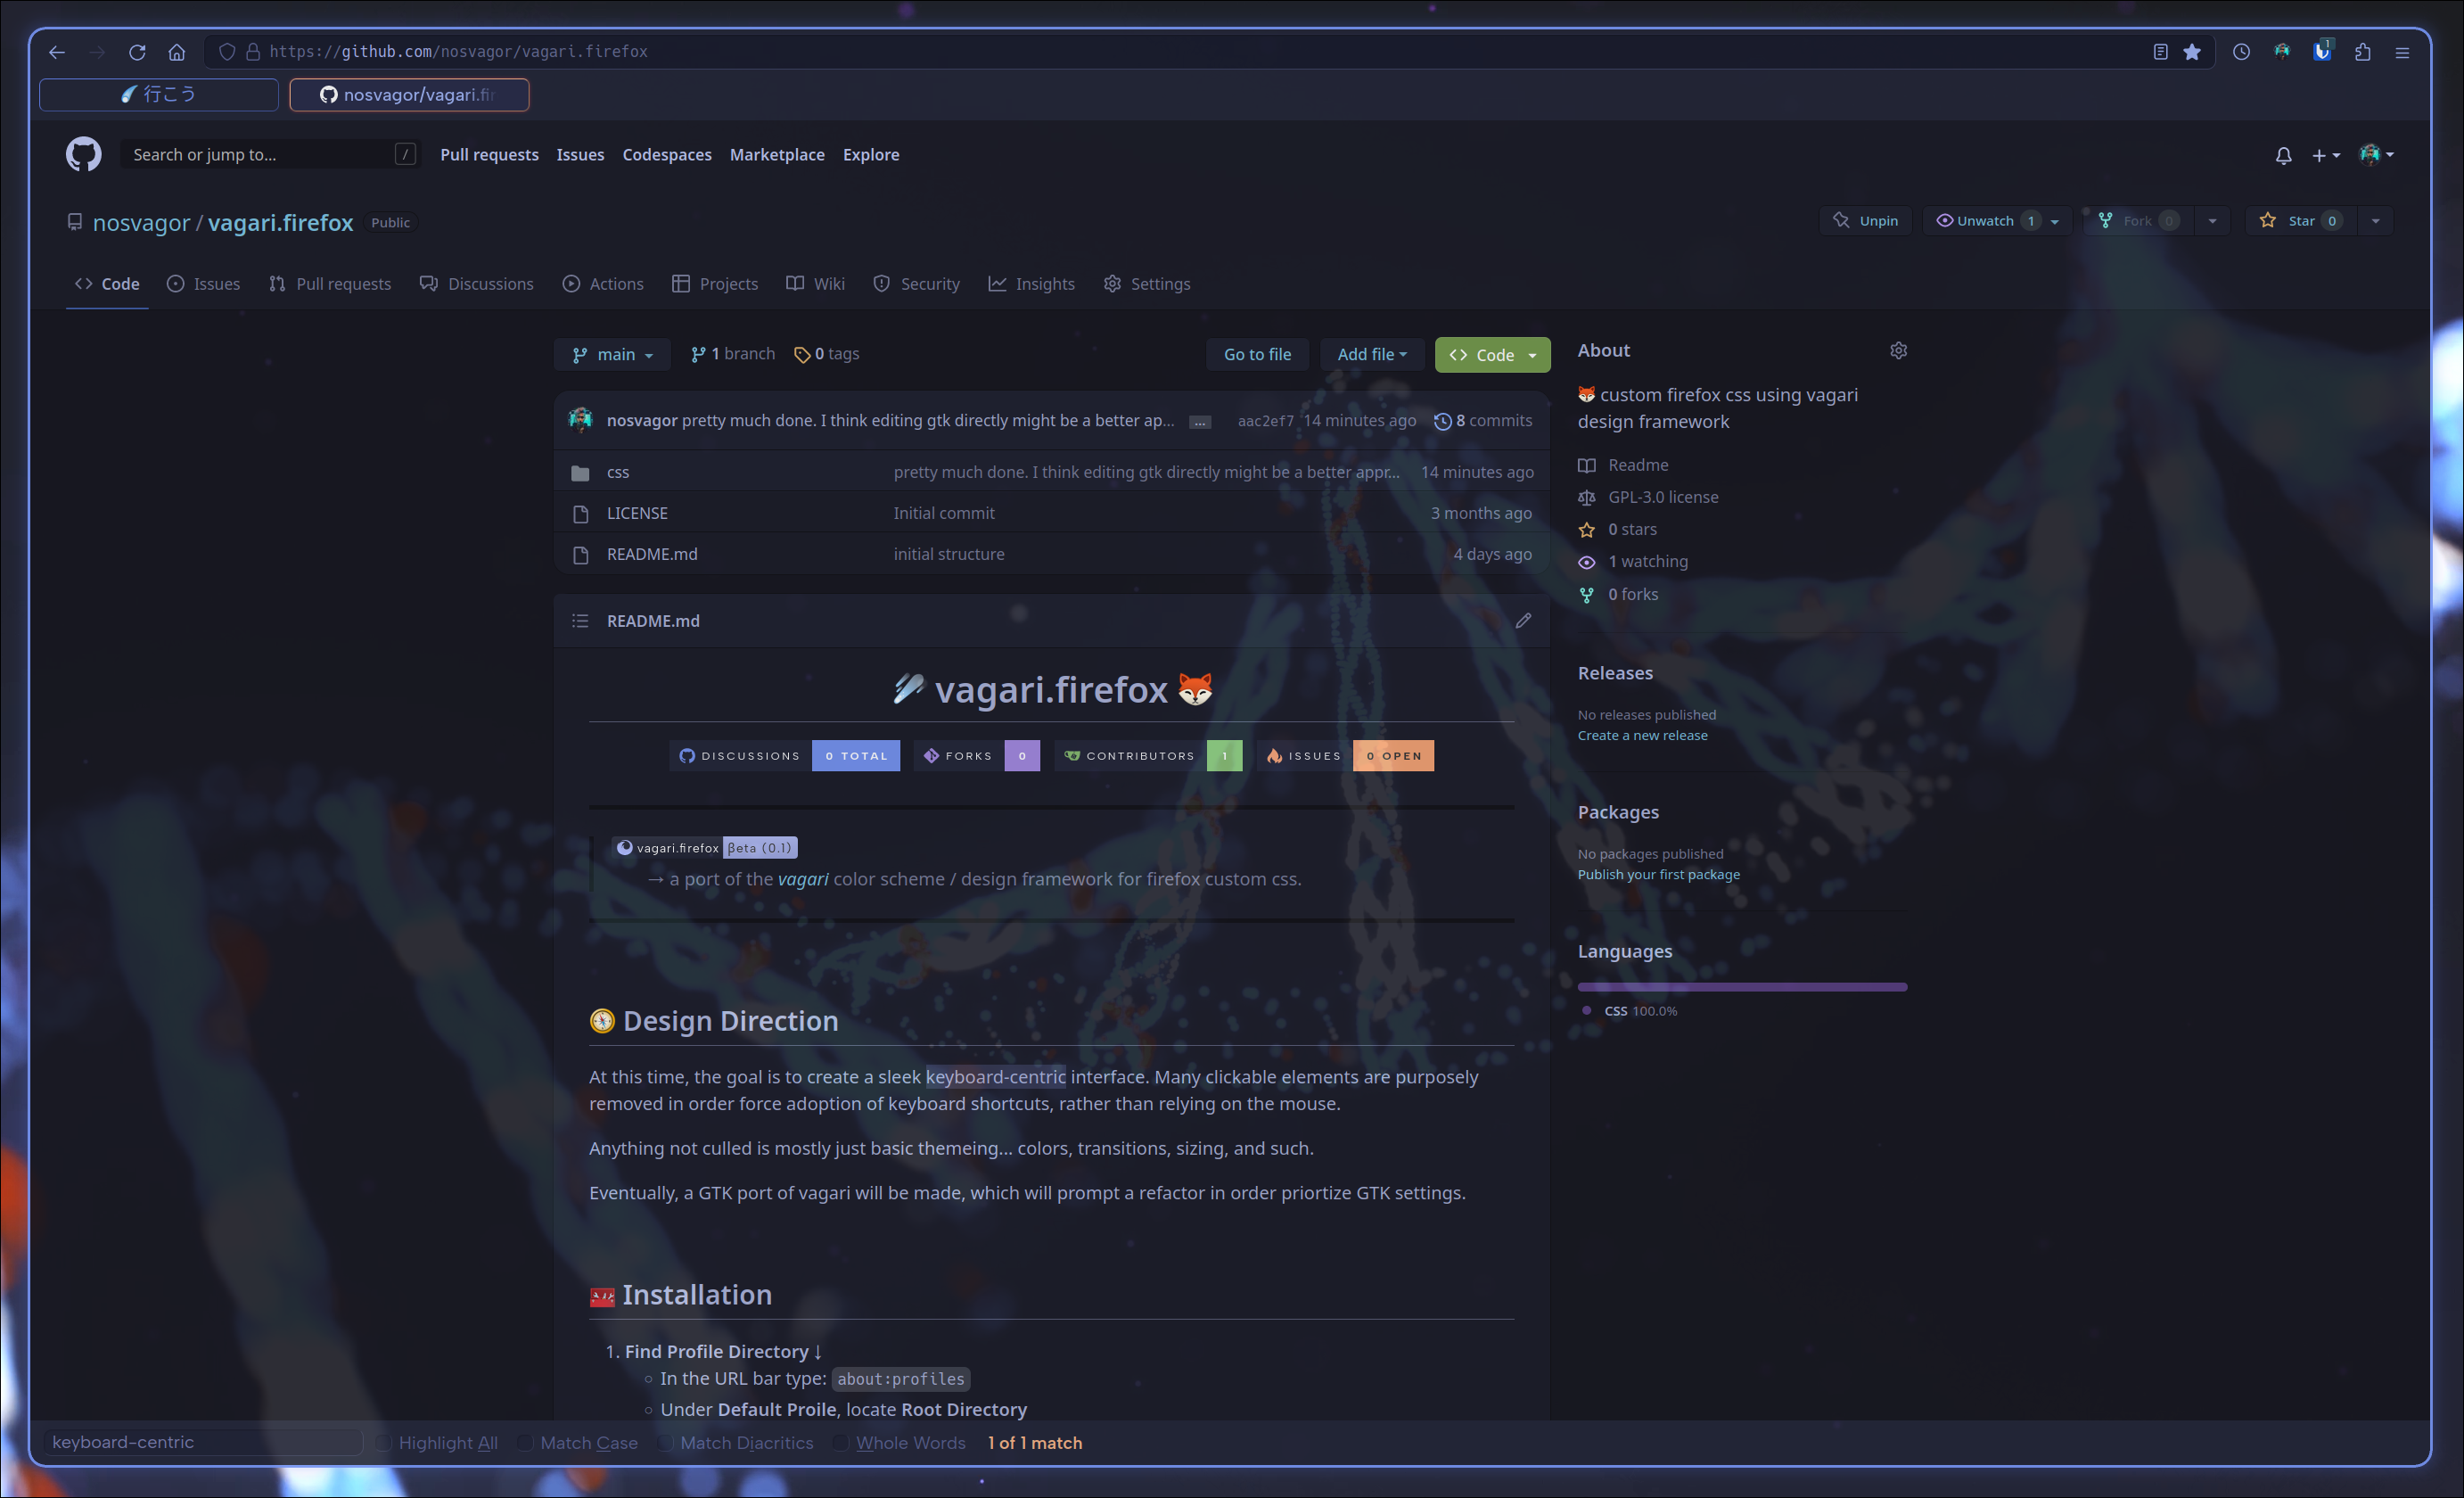 https://github.com/nosvagor/vagari.firefox
1
行こう
nosvagor/vagari.fir
Search or jump to... /
Pull requests Issues Codespaces Marketplace Explore
nosvagor / vagari.firefox Public
Unpin Unwatch 1 Fork 0 Star 0
Code Issues Pull requests Discussions Actions Projects Wiki Security Insights Settings
main 1 branch 0 tags
Go to file Add file Code
nosvagor pretty much done. I think editing gtk directly might be a better ap... ... aac2ef7 14 minutes ago 8 commits
css pretty much done. I think editing gtk directly might be a better appr... 14 minutes ago
LICENSE Initial commit 3 months ago
README.md initial structure 4 days ago
README.md
vagari.firefox
DISCUSSIONS 0 TOTAL FORKS 0 CONTRIBUTORS 1 ISSUES 0 OPEN
vagari.firefox βeta (0.1)
→ a port of the vagari color scheme / design framework for firefox custom css.
Design Direction
At this time, the goal is to create a sleek keyboard-centric interface. Many clickable elements are purposely
removed in order force adoption of keyboard shortcuts, rather than relying on the mouse.
Anything not culled is mostly just basic themeing... colors, transitions, sizing, and such.
Eventually, a GTK port of vagari will be made, which will prompt a refactor in order priortize GTK settings.
Installation
1. Find Profile Directory ↓
In the URL bar type: about:profiles
Under Default Proile, locate Root Directory
About
custom firefox css using vagari
design framework
Readme
GPL-3.0 license
0 stars
1 watching
0 forks
Releases
No releases published
Create a new release
Packages
No packages published
Publish your first package
Languages
CSS 100.0%
keyboard-centric Highlight All Match Case Match Diacritics Whole Words 1 of 1 match